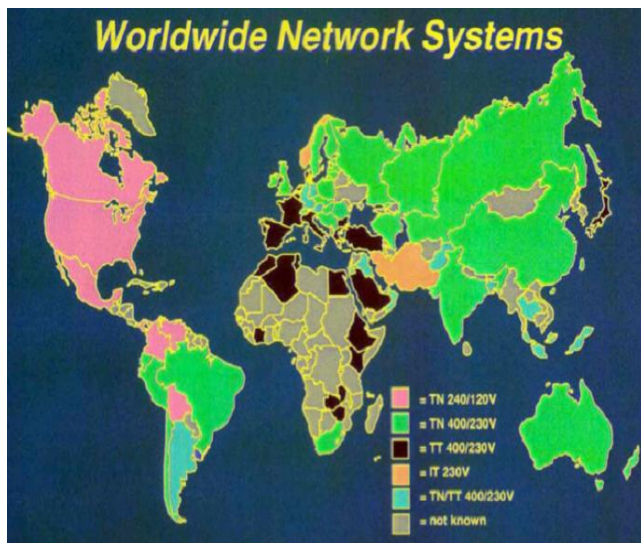 Worldwide Network Systems
= TN 240/120V
= TN 400/230V
= TT 400/230V
= IT 230V
= TN/TT 400/230V
= not known